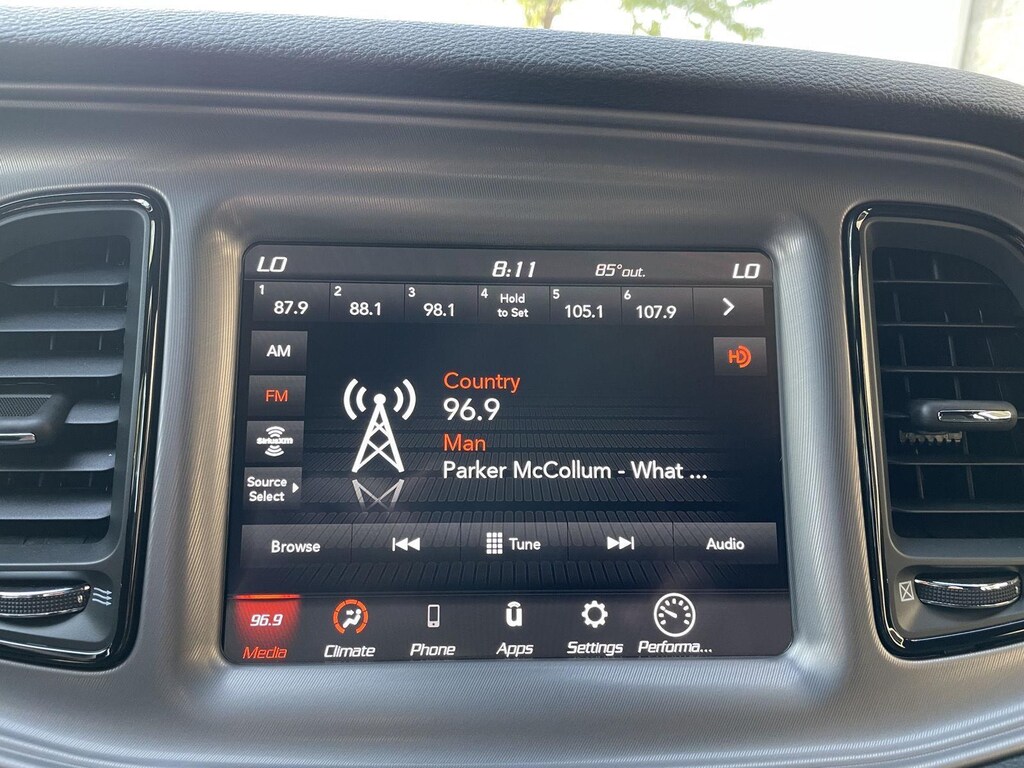 LO 8:11 85°out. LO
1 87.9 2 88.1 3 98.1 4 Hold to Set 5 105.1 6 107.9
AM
HD
FM
Country
96.9
Man
SiriusXM
Parker McCollum - What ...
Source
Select
Browse Tune Audio
96.9
Media Climate Phone Apps Settings Performa...